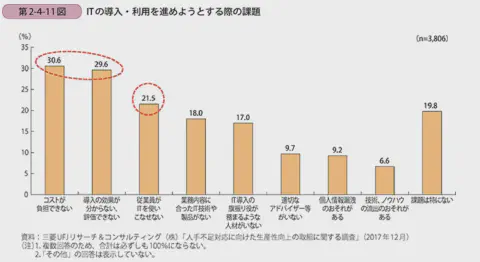 第2-4-11図 ITの導入・利用を進めようとする際の課題
(%)
(n=3,806)
35
30
25
20
15
10
5
0
30.6
29.6
21.5
18.0
17.0
9.7
9.2
6.6
19.8
コストが
負担できない
導入の効果が
分からない、
評価できない
従業員が
ITを使い
こなせない
業務内容に
合ったIT技術や
製品がない
IT導入の
旗振り役が
務まるような
人材がいない
適切な
アドバイザー等
がいない
個人情報漏洩
のおそれが
ある
技術、ノウハウ
の流出のおそれが
ある
課題は特にない
資料：三菱UFJリサーチ＆コンサルティング（株）「人手不足対応に向けた生産性向上の取組に関する調査」（2017年12月）
（注）1. 複数回答のため、合計は必ずしも100％にならない。
2.「その他」の回答は表示していない。